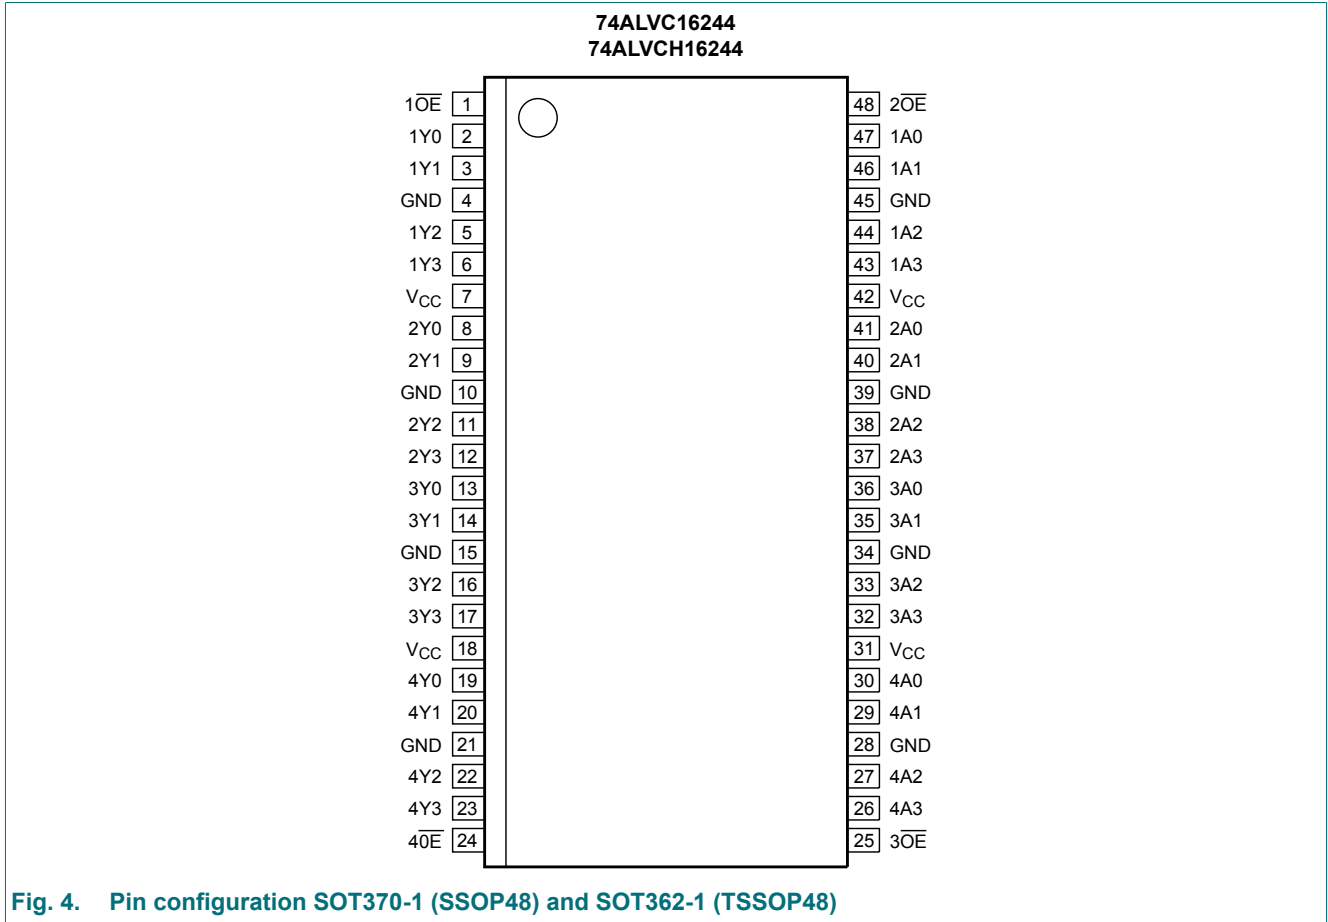 74ALVC16244
74ALVCH16244
1O̅E̅ 1 48 2O̅E̅
1Y0 2 47 1A0
1Y1 3 46 1A1
GND 4 45 GND
1Y2 5 44 1A2
1Y3 6 43 1A3
VCC 7 42 VCC
2Y0 8 41 2A0
2Y1 9 40 2A1
GND 10 39 GND
2Y2 11 38 2A2
2Y3 12 37 2A3
3Y0 13 36 3A0
3Y1 14 35 3A1
GND 15 34 GND
3Y2 16 33 3A2
3Y3 17 32 3A3
VCC 18 31 VCC
4Y0 19 30 4A0
4Y1 20 29 4A1
GND 21 28 GND
4Y2 22 27 4A2
4Y3 23 26 4A3
40̅E̅ 24 25 3O̅E̅
Fig. 4. Pin configuration SOT370-1 (SSOP48) and SOT362-1 (TSSOP48)